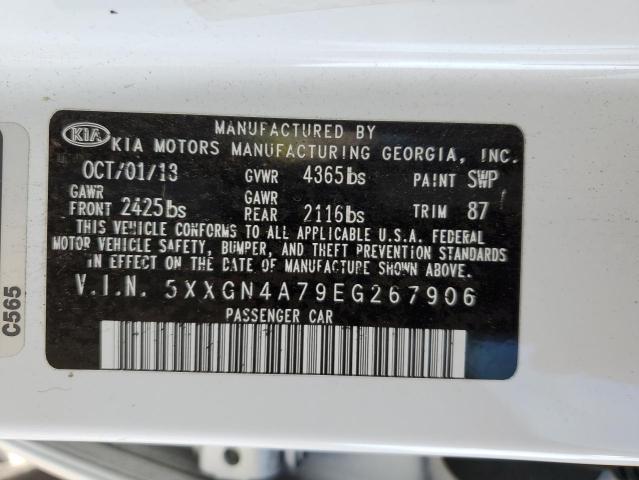 KIA
MANUFACTURED BY
KIA MOTORS MANUFACTURING GEORGIA, INC.
OCT/01/13 GVWR 4365lbs PAINT SWP
GAWR FRONT 2425lbs GAWR REAR 2116lbs TRIM 87
THIS VEHICLE CONFORMS TO ALL APPLICABLE U.S.A. FEDERAL
MOTOR VEHICLE SAFETY, BUMPER, AND THEFT PREVENTION STANDARDS
IN EFFECT ON THE DATE OF MANUFACTURE SHOWN ABOVE.
V.I.N. 5XXGN4A79EG267906
PASSENGER CAR
C565